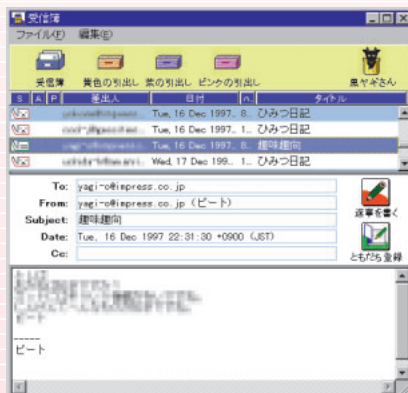 受信簿
ファイル(F) 編集(E)
受信簿 黄色の引出し 紫の引出し ピンクの引出し 黒ヤギさん
S A P 差出人 日付 n.. タイトル
Tue, 16 Dec 1997.. 8.. ひみつ日記
Tue, 16 Dec 1997.. 1.. ひみつ日記
Tue, 16 Dec 1997.. 8.. 趣味趣向
Wed, 17 Dec 199.. 1.. ひみつ日記
To: yagi-o@impress.co.jp
From: yagi-o@impress.co.jp (ピート)
Subject: 趣味趣向
Date: Tue, 16 Dec 1997 22:31:30 +0900 (JST)
Cc:
返事を書く
ともだち登録
-----
ピート